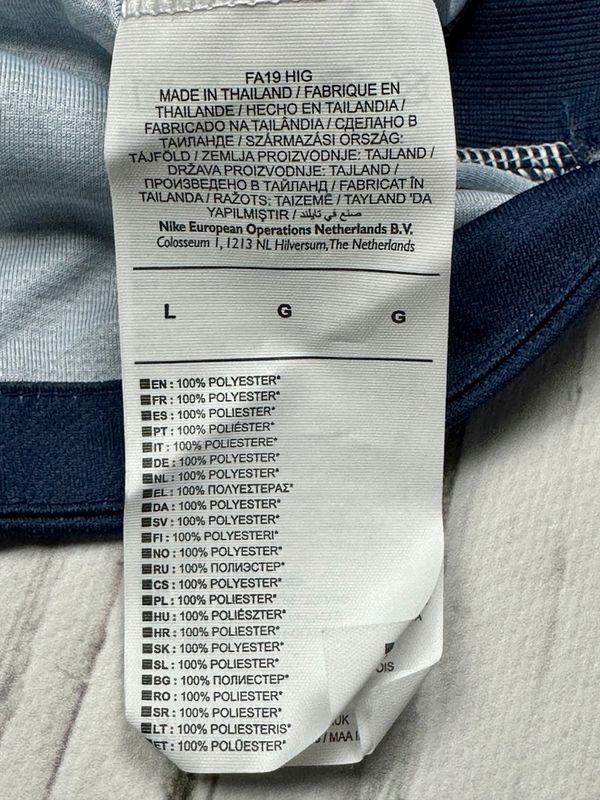 FA19 HIG
MADE IN THAILAND / FABRIQUE EN
THAILANDE / HECHO EN TAILANDIA /
FABRICADO NA TAILÂNDIA / СДЕЛАНО В
ТАИЛАНДЕ / SZÁRMAZÁSI ORSZÁG:
TÁJFÖLD / ZEMLJA PROIZVODNJE: TAJLAND /
DRŽAVA PROIZVODNJE: TAJLAND /
ПРОИЗВЕДЕНО В ТАЙЛАНД / FABRICAT ÎN
TAILANDA / RAŽOTS: TAIZEMĒ / TAYLAND 'DA
YAPILMIŞTIR / صنع في تايلند
Nike European Operations Netherlands B.V.
Colosseum 1, 1213 NL Hilversum, The Netherlands
L G G
EN : 100% POLYESTER*
FR : 100% POLYESTER*
ES : 100% POLIESTER*
PT : 100% POLIÉSTER*
IT : 100% POLIESTERE*
DE : 100% POLYESTER*
NL : 100% POLYESTER*
EL : 100% ΠΟΛΥΕΣΤΕΡΑΣ*
DA : 100% POLYESTER*
SV : 100% POLYESTER*
FI : 100% POLYESTERI*
NO : 100% POLYESTER*
RU : 100% ПОЛИЭСТЕР*
CS : 100% POLYESTER*
PL : 100% POLIESTER*
HU : 100% POLIÉSZTER*
HR : 100% POLIESTER*
SK : 100% POLYESTER*
SL : 100% POLIESTER*
BG : 100% ПОЛИЕСТЕР*
RO : 100% POLIESTER*
SR : 100% POLIESTER*
LT : 100% POLIESTERIS*
ET : 100% POLÜESTER*